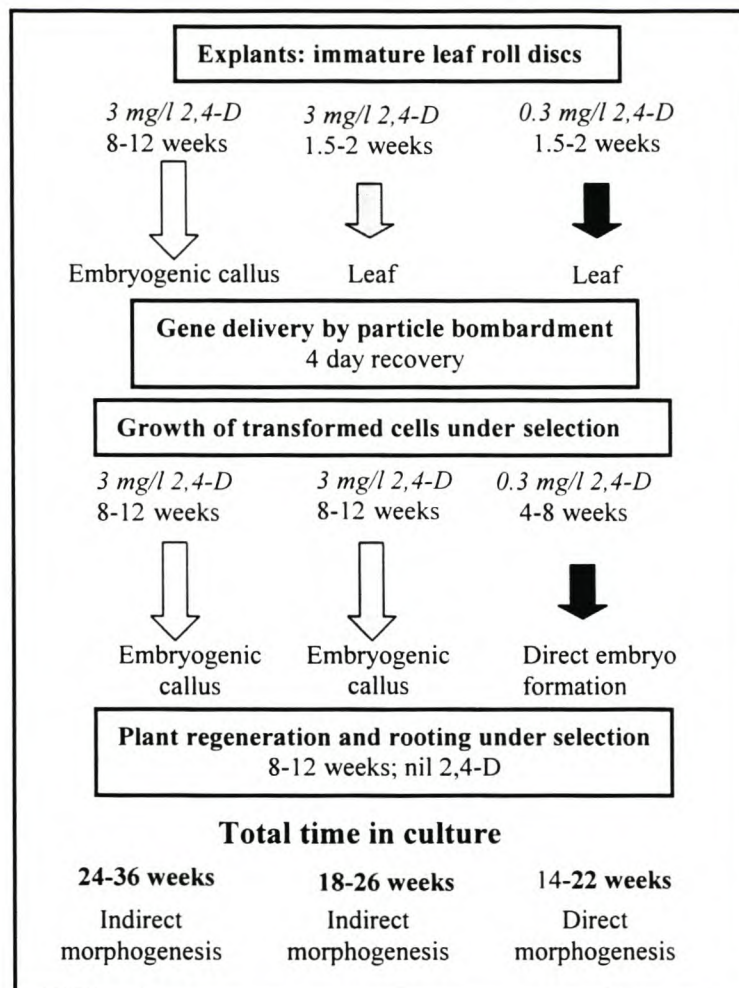 Explants: immature leaf roll discs
3 mg/l 2,4-D 3 mg/l 2,4-D 0.3 mg/l 2,4-D
8-12 weeks 1.5-2 weeks 1.5-2 weeks
Embryogenic callus Leaf Leaf
Gene delivery by particle bombardment
4 day recovery
Growth of transformed cells under selection
3 mg/l 2,4-D 3 mg/l 2,4-D 0.3 mg/l 2,4-D
8-12 weeks 8-12 weeks 4-8 weeks
Embryogenic Embryogenic Direct embryo
callus callus formation
Plant regeneration and rooting under selection
8-12 weeks; nil 2,4-D
Total time in culture
24-36 weeks 18-26 weeks 14-22 weeks
Indirect Indirect Direct
morphogenesis morphogenesis morphogenesis